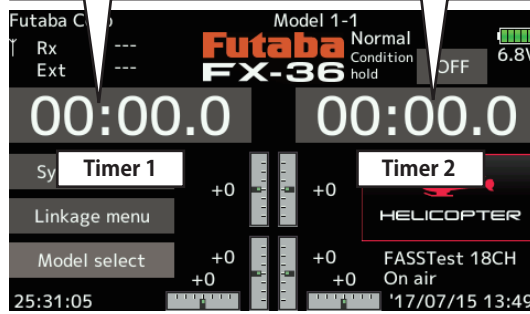 Model 1-1
Rx ---
Ext ---
Futaba
FX-36
Normal
Condition
hold
OFF
6.8V
00:00.0
00:00.0
Timer 1
Timer 2
+0
+0
Linkage menu
HELICOPTER
Model select
+0
+0
FASSTest 18CH
+0
+0
On air
25:31:05
'17/07/15 13:49